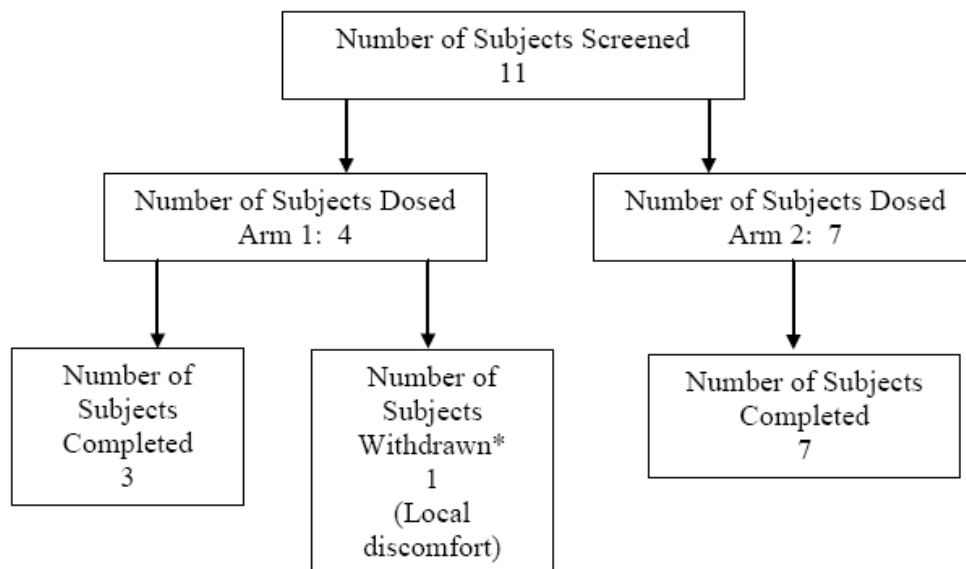 Number of Subjects Screened
11
Number of Subjects Dosed
Arm 1: 4
Number of Subjects Dosed
Arm 2: 7
Number of
Subjects
Completed
3
Number of
Subjects
Withdrawn*
1
(Local
discomfort)
Number of Subjects
Completed
7